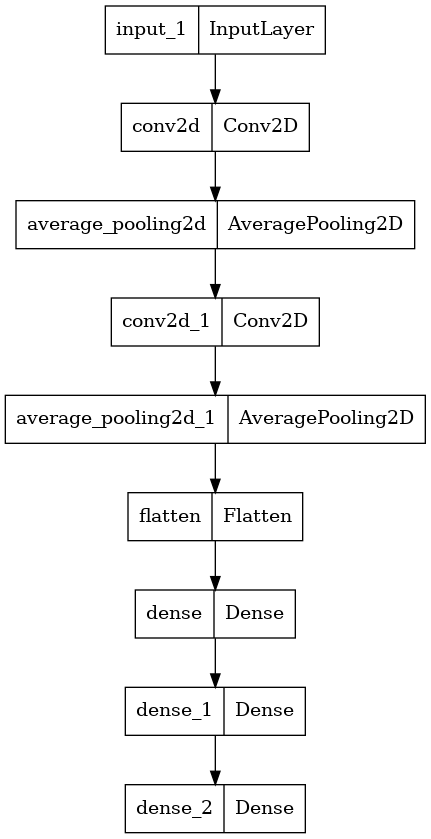 input_1 InputLayer
conv2d Conv2D
average_pooling2d AveragePooling2D
conv2d_1 Conv2D
average_pooling2d_1 AveragePooling2D
flatten Flatten
dense Dense
dense_1 Dense
dense_2 Dense